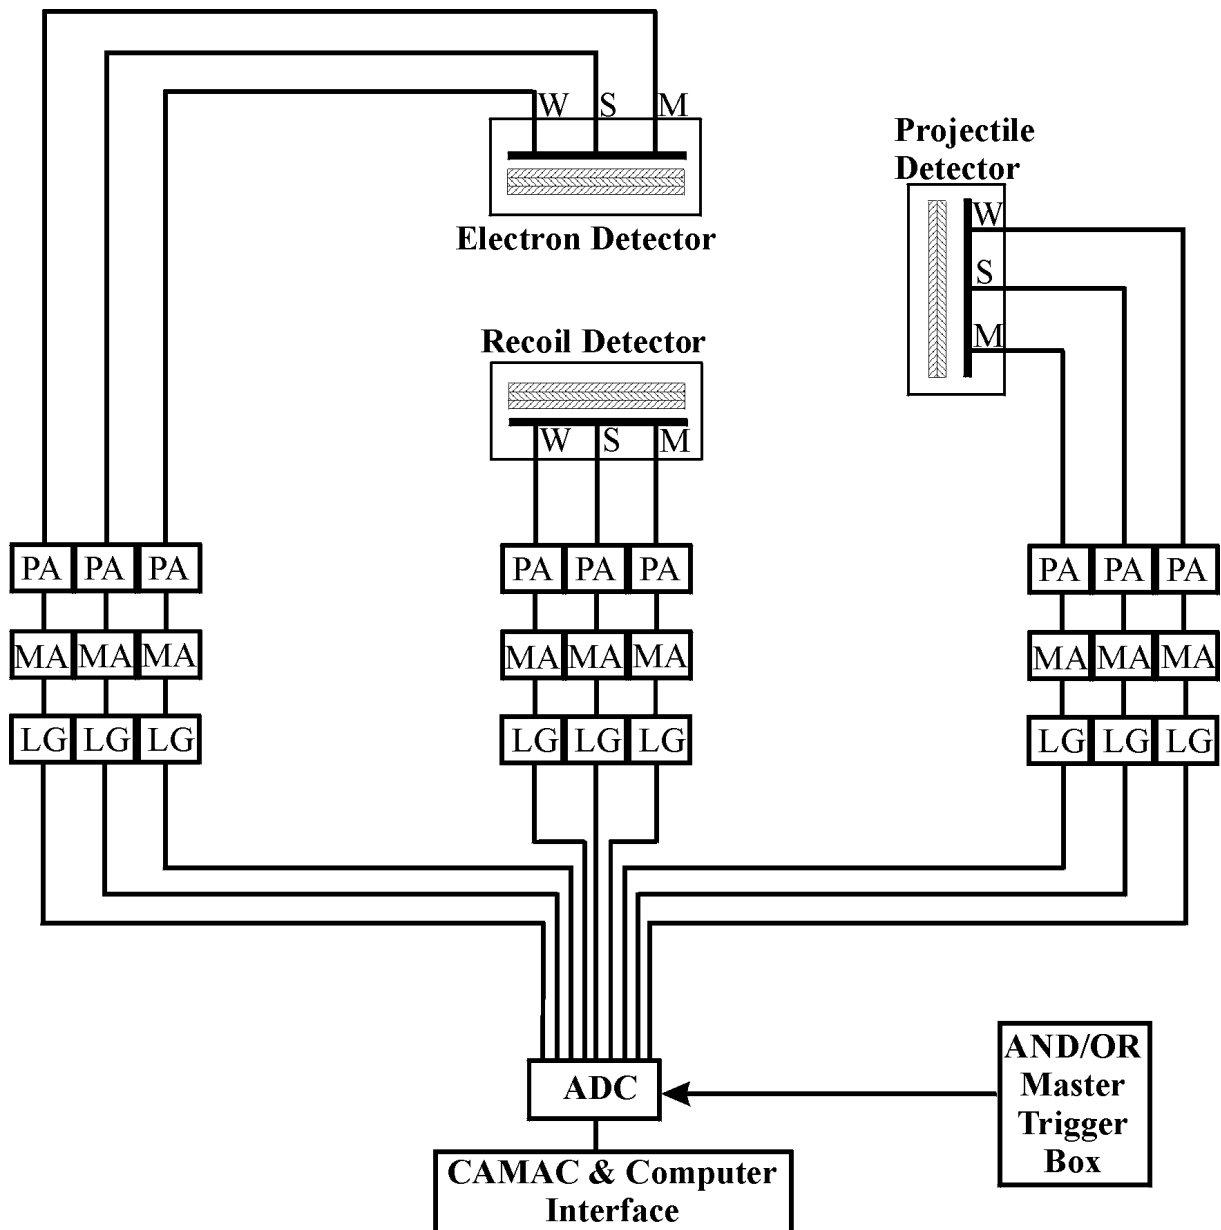 W S M
Electron Detector
Projectile
Detector
W
S
M
Recoil Detector
W S M
PA PA PA
MA MA MA
LG LG LG
PA PA PA
MA MA MA
LG LG LG
PA PA PA
MA MA MA
LG LG LG
ADC
AND/OR
Master
Trigger
Box
CAMAC & Computer
Interface